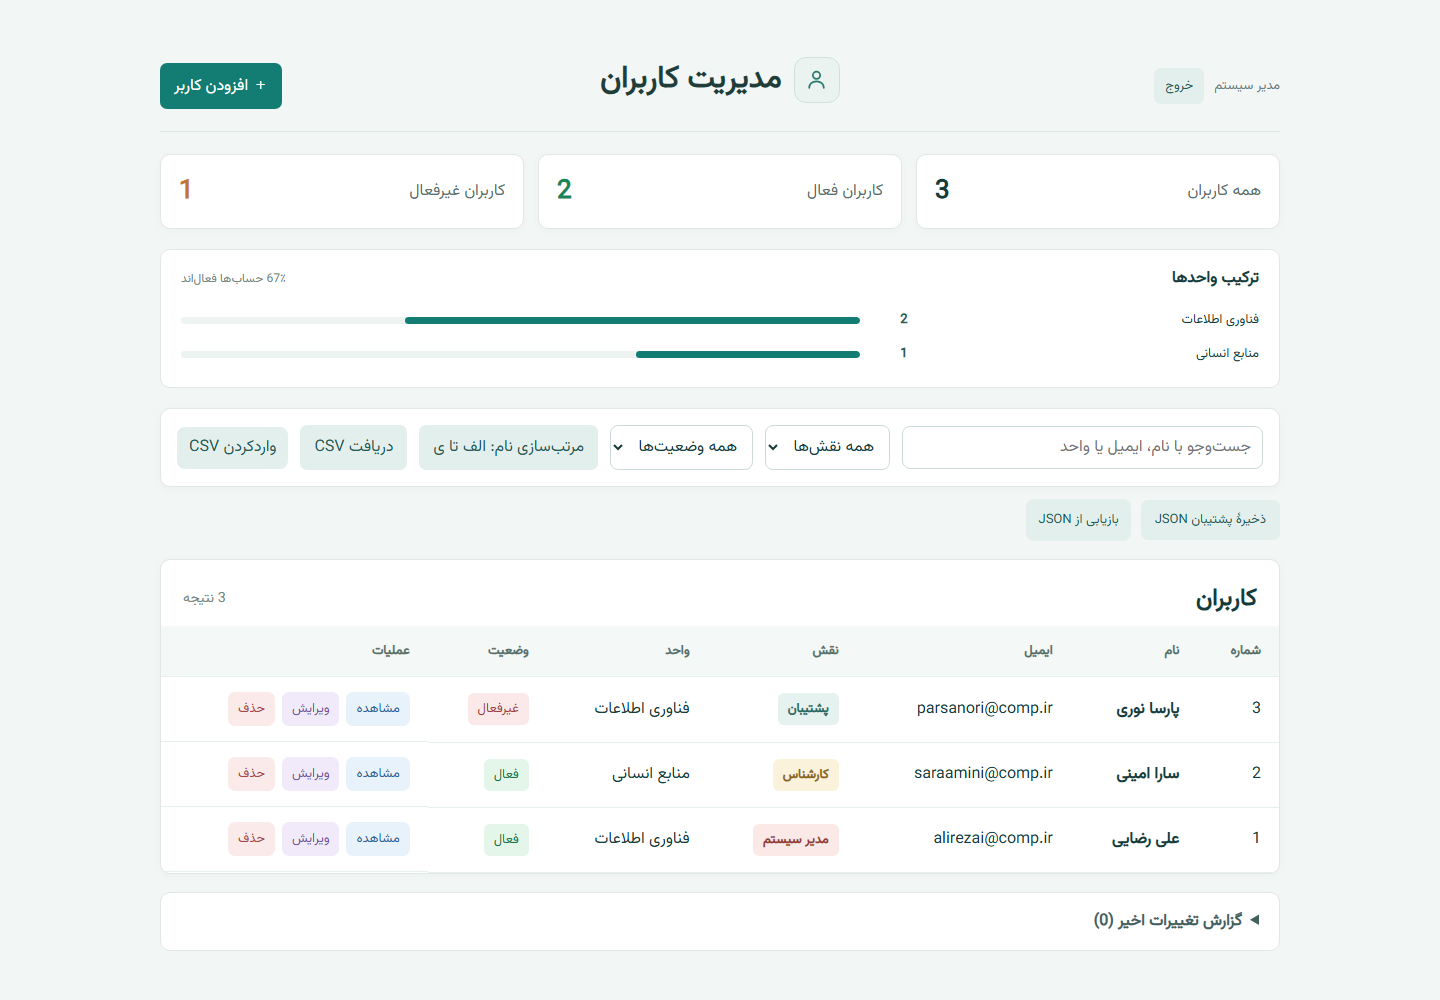 مدیر سیستم خروج مدیریت کاربران + افزودن کاربر
همه کاربران 3 کاربران فعال 2 کاربران غیرفعال 1
ترکیب واحدها 67٪ حساب‌ها فعال‌اند
فناوری اطلاعات 2
منابع انسانی 1
جست‌وجو با نام، ایمیل یا واحد همه نقش‌ها همه وضعیت‌ها مرتب‌سازی نام: الف تا ی دریافت CSV واردکردن CSV
ذخیرهٔ پشتیبان JSON بازیابی از JSON
کاربران 3 نتیجه
شماره نام ایمیل نقش واحد وضعیت عملیات
3 پارسا نوری parsanori@comp.ir پشتیبان فناوری اطلاعات غیرفعال مشاهده ویرایش حذف
2 سارا امینی saraamini@comp.ir کارشناس منابع انسانی فعال مشاهده ویرایش حذف
1 علی رضایی alirezai@comp.ir مدیر سیستم فناوری اطلاعات فعال مشاهده ویرایش حذف
گزارش تغییرات اخیر (0)